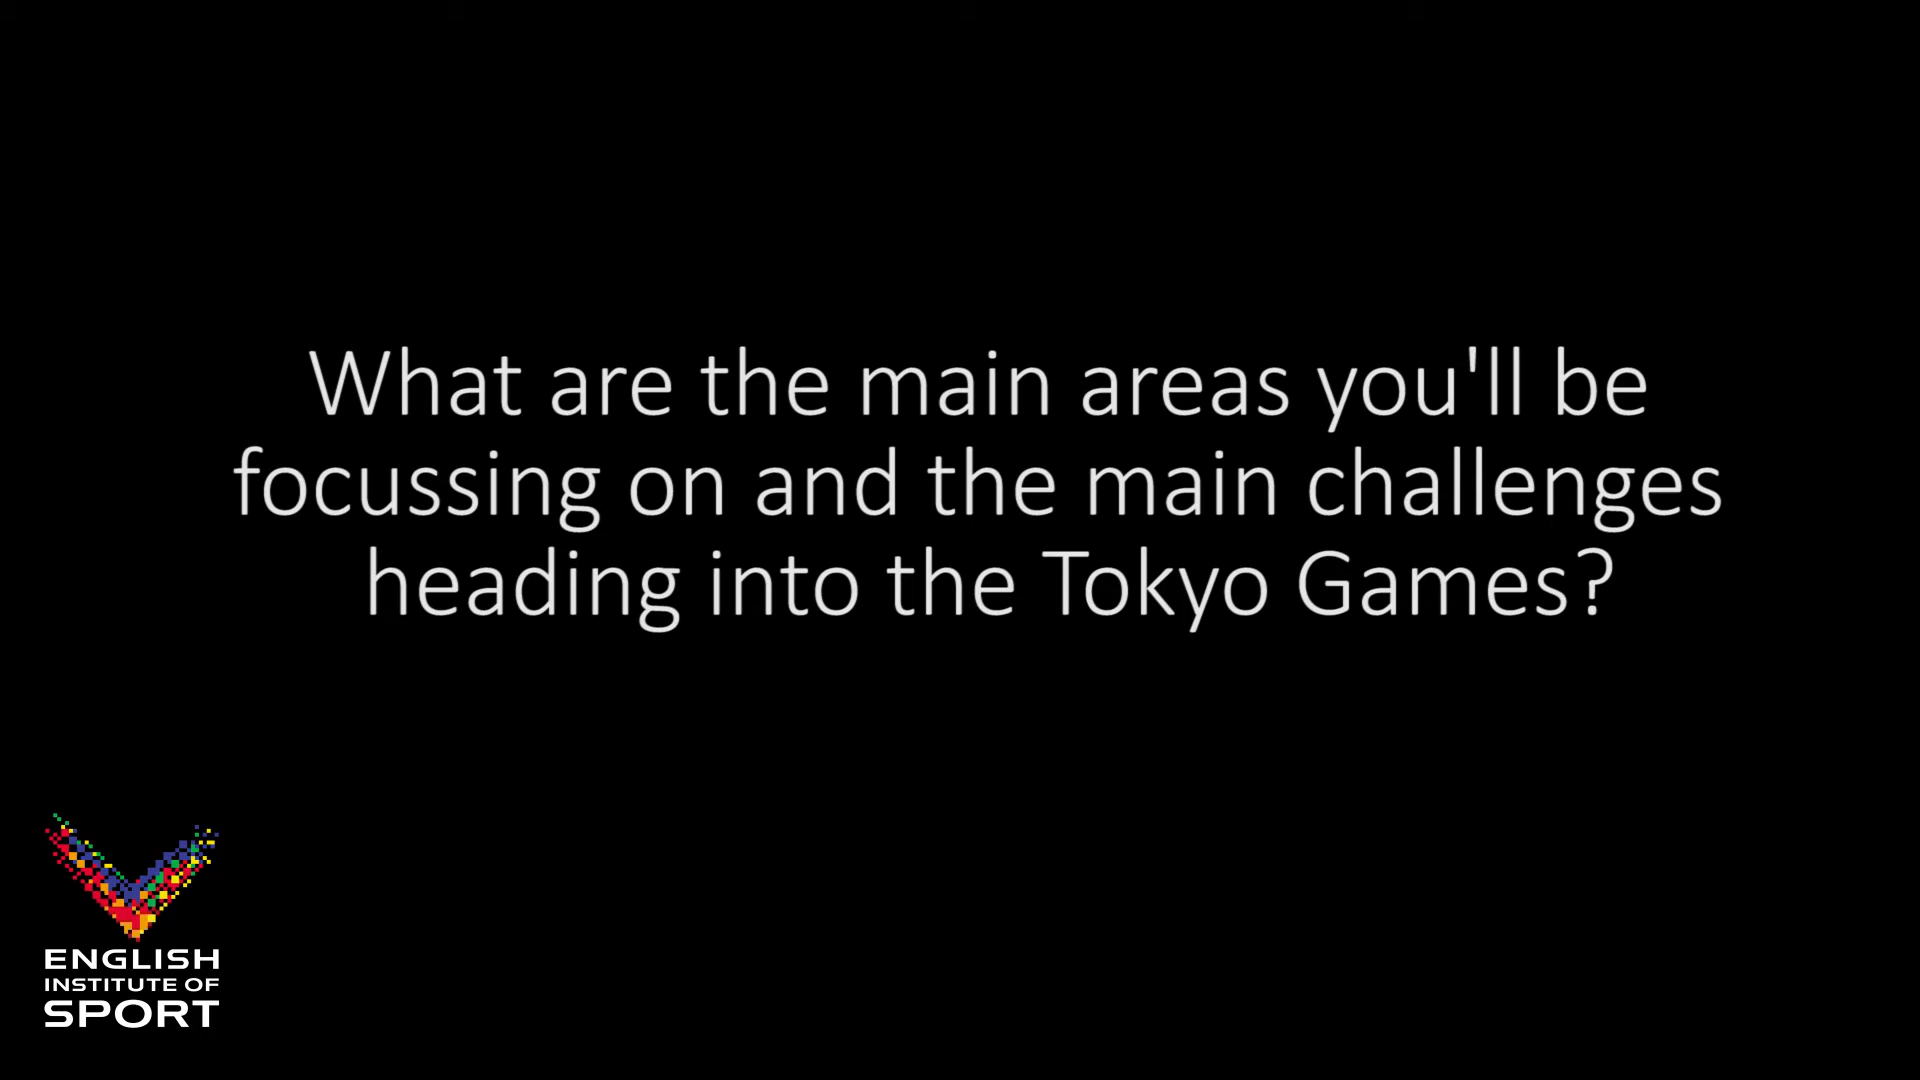 What are the main areas you'll be
focussing on and the main challenges
heading into the Tokyo Games?
ENGLISH
INSTITUTE OF
SPORT